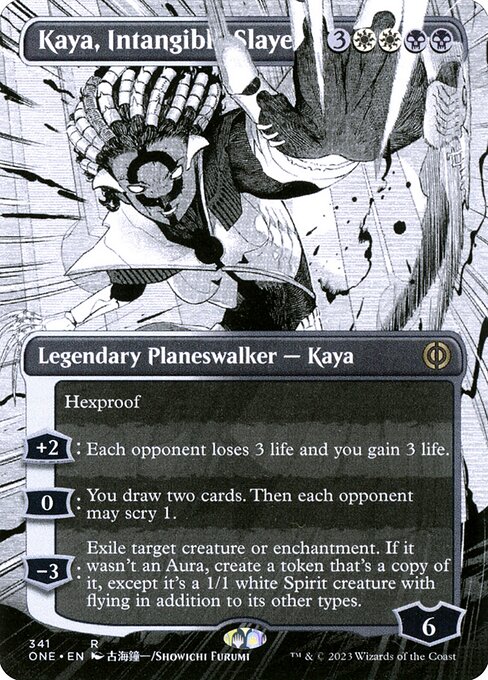 Kaya, Intangible Slayer 3
Legendary Planeswalker — Kaya
Hexproof
+2: Each opponent loses 3 life and you gain 3 life.
0: You draw two cards. Then each opponent
may scry 1.
−3: Exile target creature or enchantment. If it
wasn't an Aura, create a token that's a copy of
it, except it's a 1/1 white Spirit creature with
flying in addition to its other types.
6
341 R
ONE • EN 古海鐘一/Showichi Furumi ™ & © 2023 Wizards of the Coast